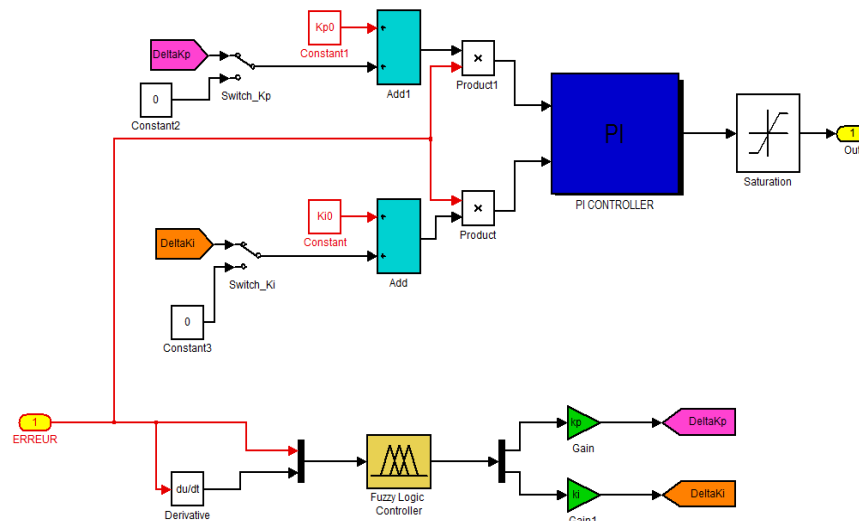 Kp0
Constant1
DeltaKp
Switch_Kp
0
Constant2
Add1
×
Product1
PI
PI CONTROLLER
Saturation
1
Out
Ki0
Constant
DeltaKi
Switch_Ki
0
Constant3
Add
×
Product
1
ERREUR
du/dt
Derivative
Fuzzy Logic
Controller
kp
Gain
DeltaKp
ki
Gain1
DeltaKi